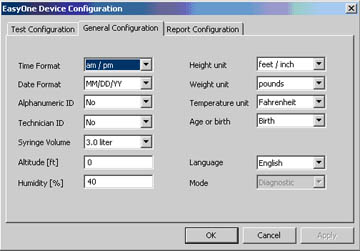 EasyOne Device Configuration
Test Configuration General Configuration Report Configuration
Time Format am / pm Height unit feet / inch
Date Format MM/DD/YY Weight unit pounds
Alphanumeric ID No Temperature unit Fahrenheit
Technician ID No Age or birth Birth
Syringe Volume 3.0 liter
Altitude [ft] 0 Language English
Humidity [%] 40 Mode Diagnostic
OK Cancel Apply